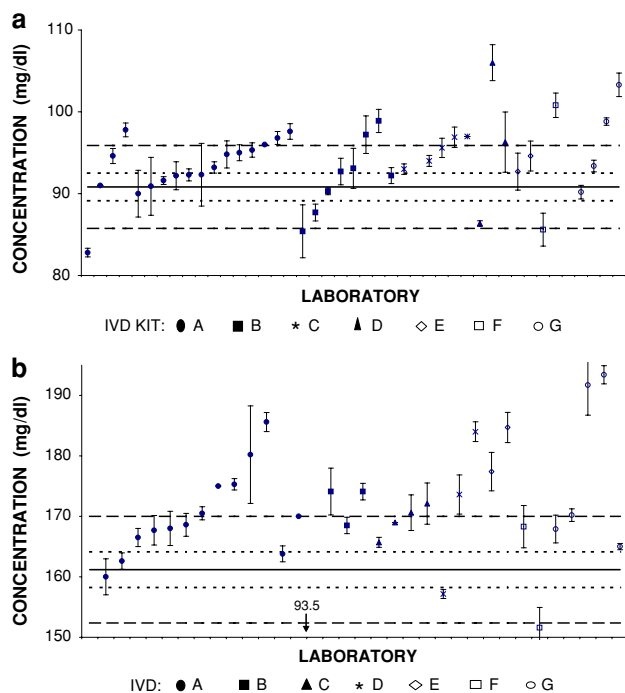 a
CONCENTRATION (mg/dl)
110
100
90
80
LABORATORY
IVD KIT: A B C D E F G
b
CONCENTRATION (mg/dl)
190
180
170
160
150
93.5
LABORATORY
IVD: A B C D E F G